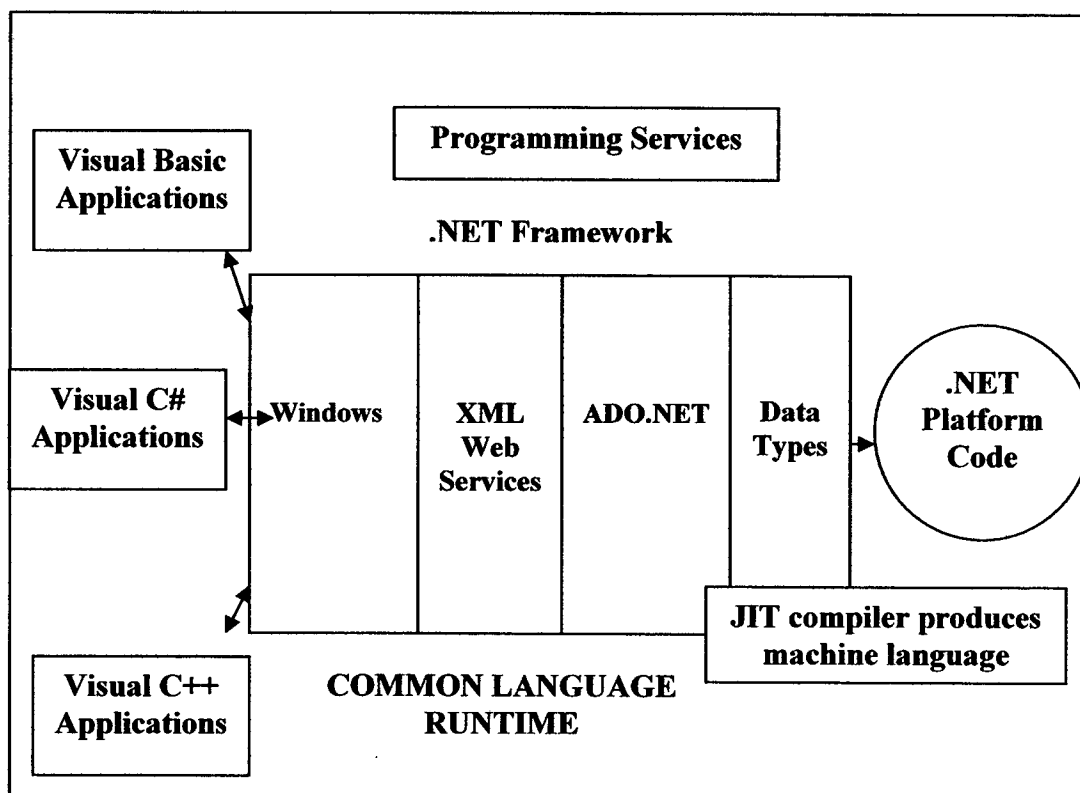 Programming Services
Visual Basic
Applications
.NET Framework
Visual C#
Applications
Windows
XML
Web
Services
ADO.NET
Data
Types
.NET
Platform
Code
JIT compiler produces
machine language
Visual C++
Applications
COMMON LANGUAGE
RUNTIME